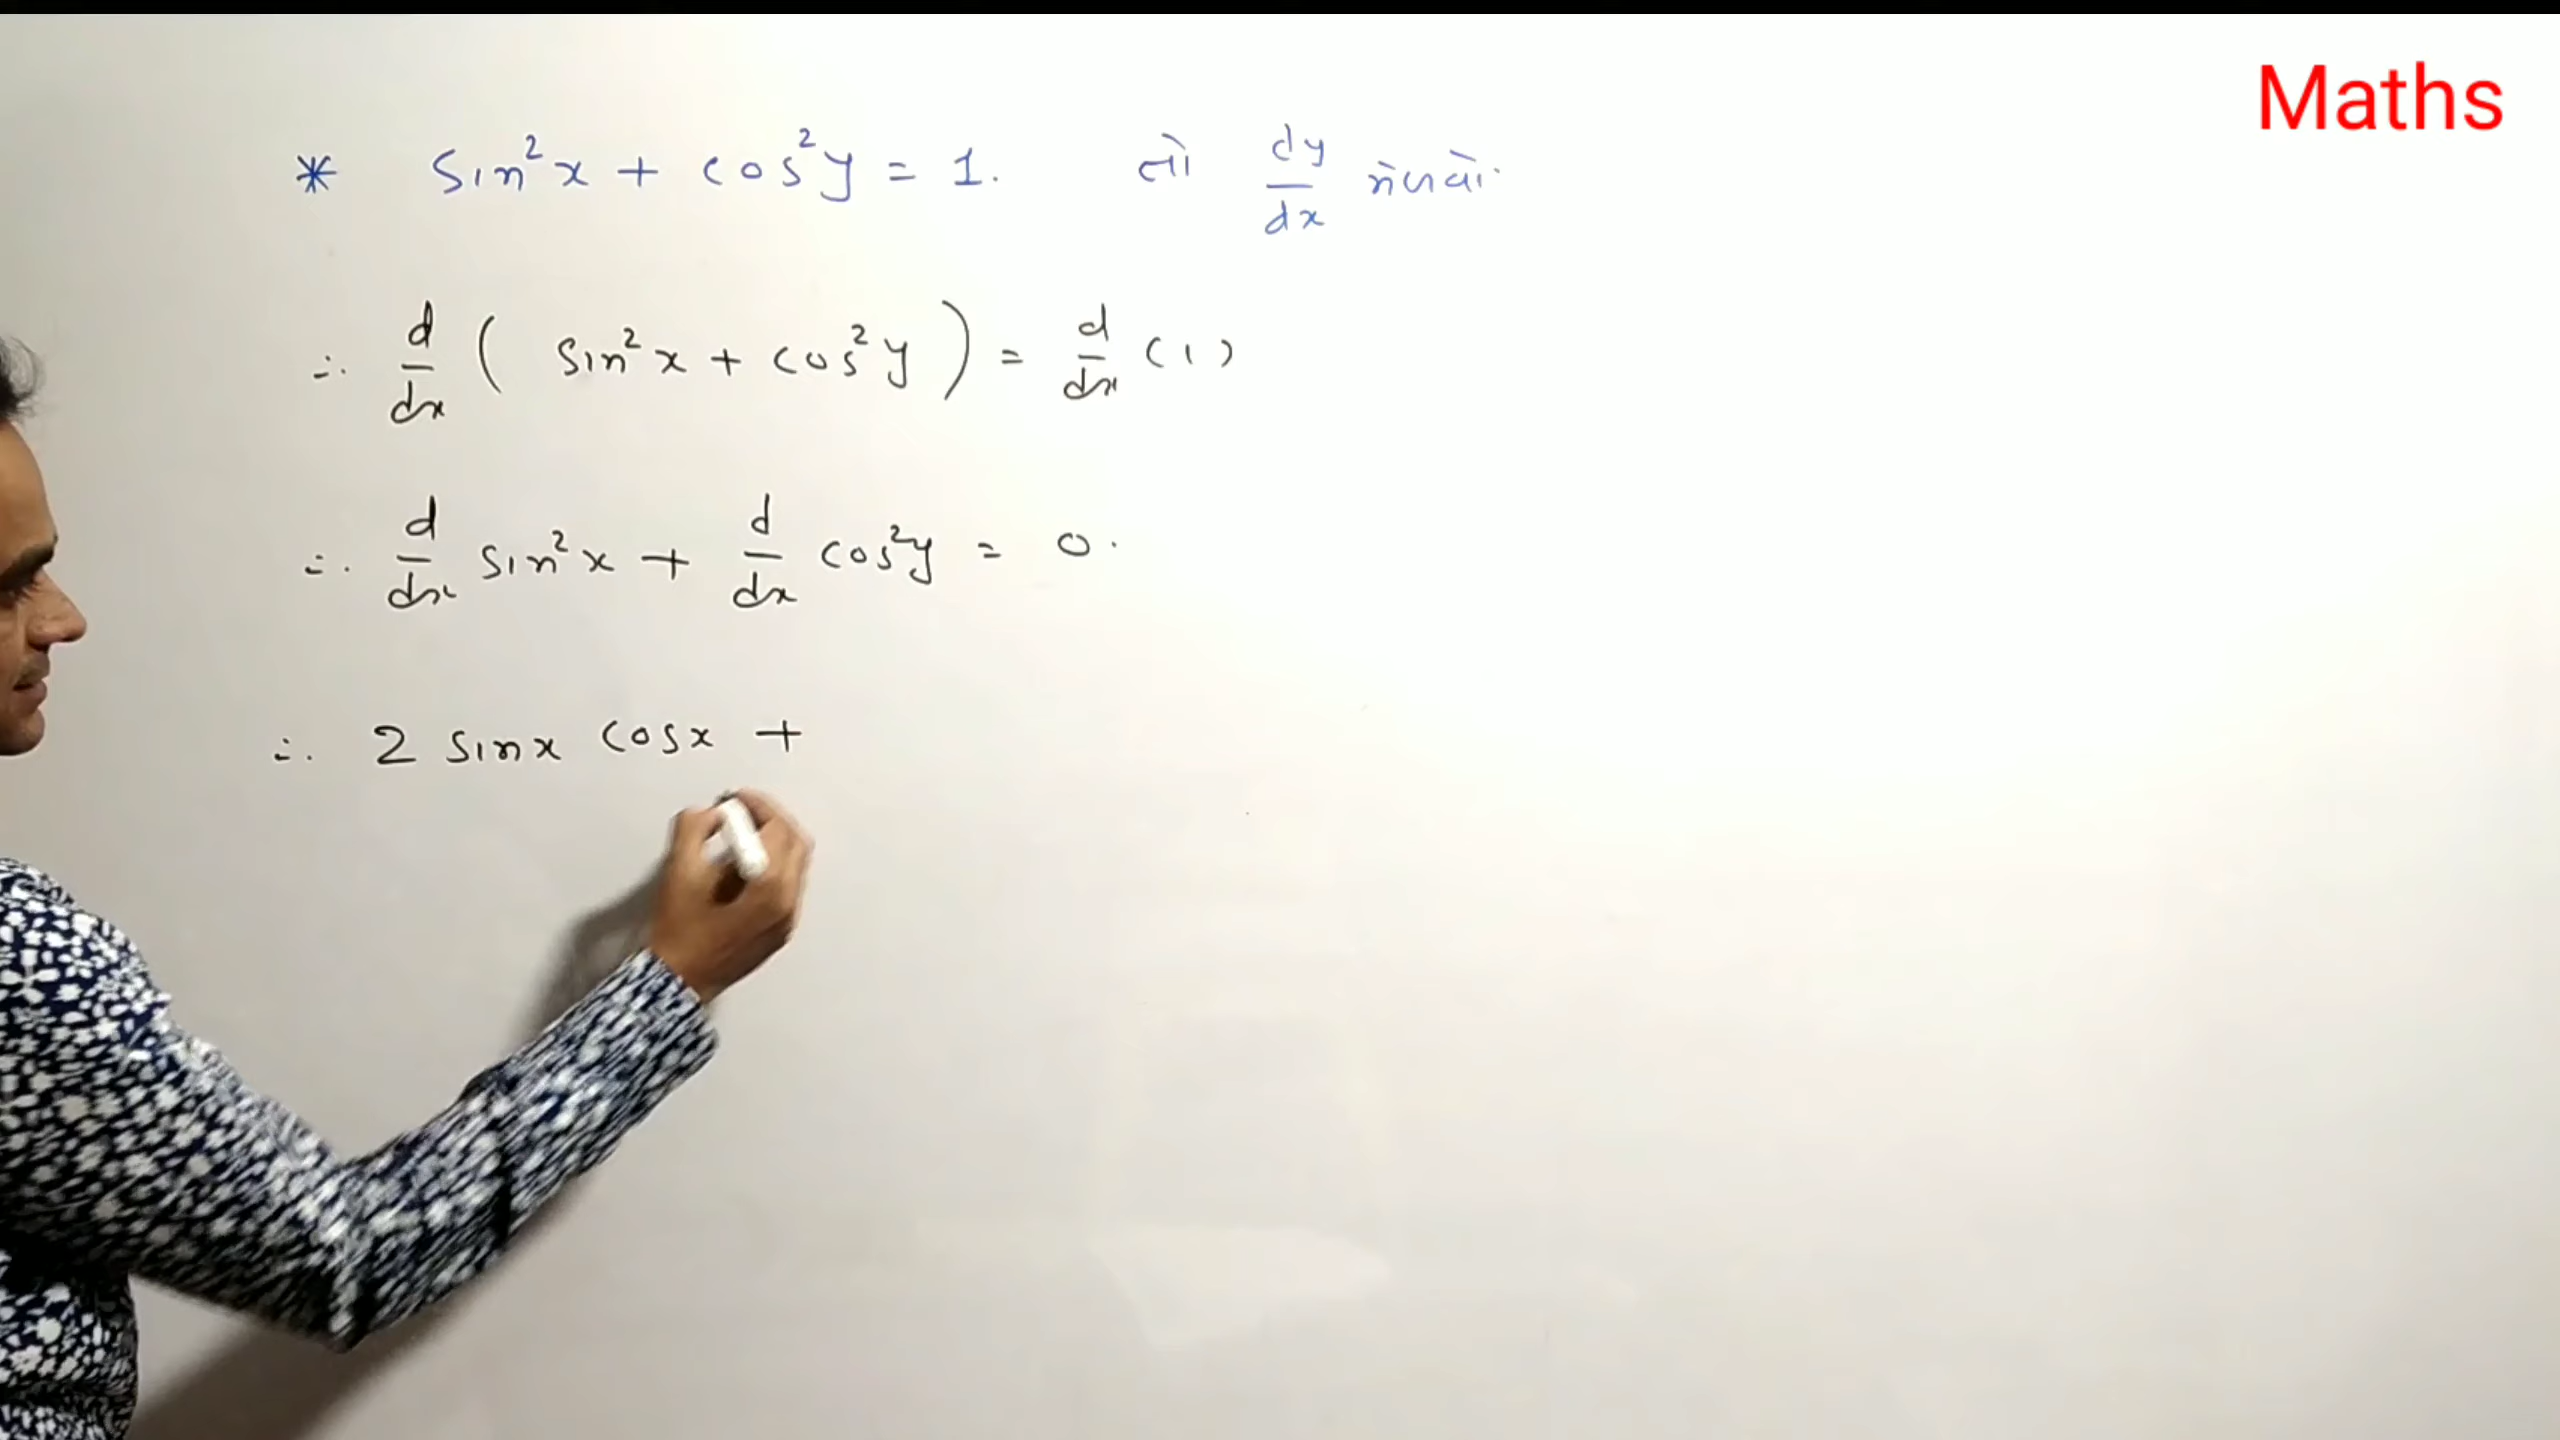 Maths
* sin²x + cos²y = 1. તો dy/dx મેળવો.
∴ d/dx ( sin²x + cos²y ) = d/dx (1)
∴ d/dx sin²x + d/dx cos²y = 0.
∴ 2 sinx cosx +